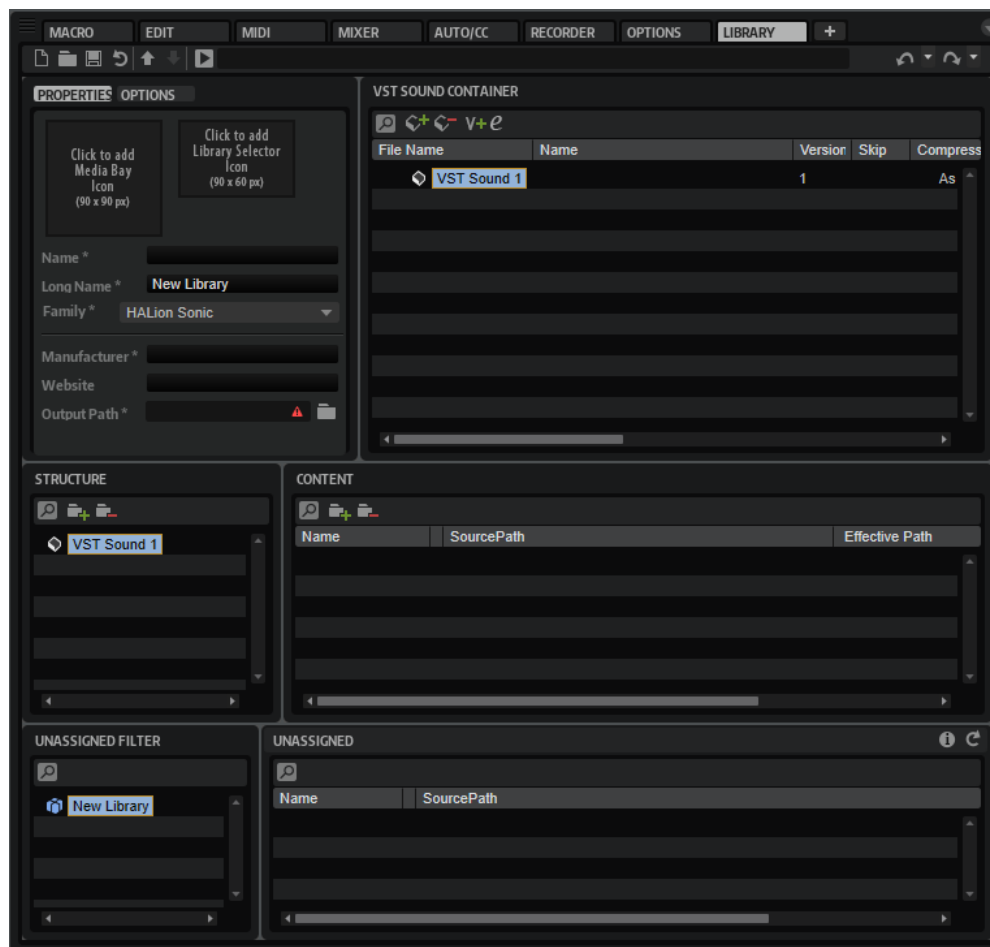 MACRO EDIT MIDI MIXER AUTO/CC RECORDER OPTIONS LIBRARY +
PROPERTIES OPTIONS
Click to add
Media Bay
Icon
(90 x 90 px)
Click to add
Library Selector
Icon
(90 x 60 px)
Name *
Long Name * New Library
Family * HALion Sonic
Manufacturer *
Website
Output Path *
VST SOUND CONTAINER
V+ e
File Name Name Version Skip Compress
VST Sound 1 1 As
STRUCTURE
VST Sound 1
CONTENT
Name SourcePath Effective Path
UNASSIGNED FILTER
New Library
UNASSIGNED
Name SourcePath